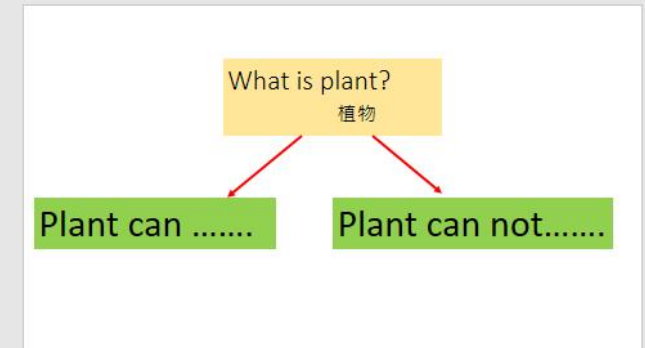 What is plant?
植物
Plant can .......
Plant can not.......